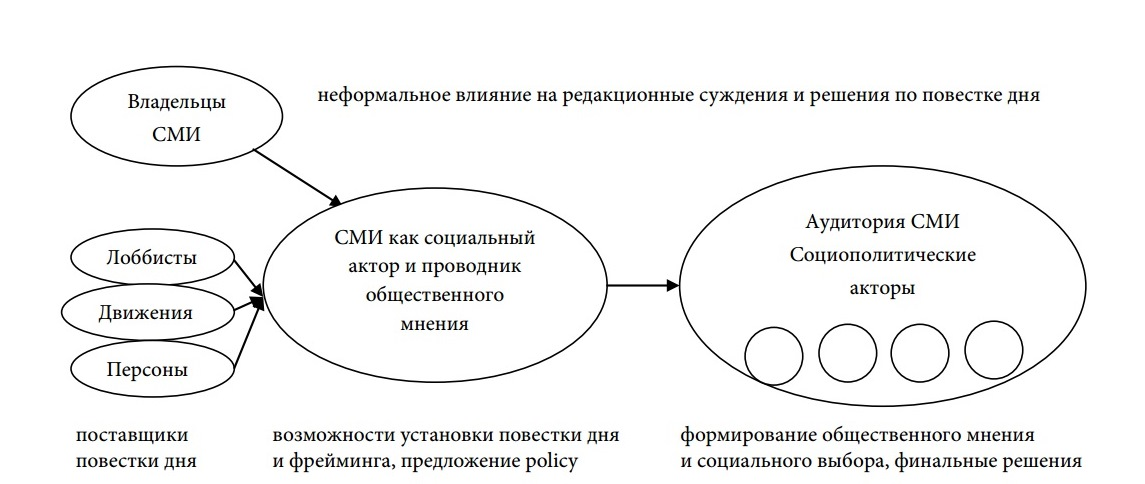 Владельцы
СМИ
неформальное влияние на редакционные суждения и решения по повестке дня
Лоббисты
Движения
Персоны
СМИ как социальный
актор и проводник
общественного
мнения
Аудитория СМИ
Социополитические
акторы
поставщики
повестки дня
возможности установки повестки дня
и фрейминга, предложение policy
формирование общественного мнения
и социального выбора, финальные решения